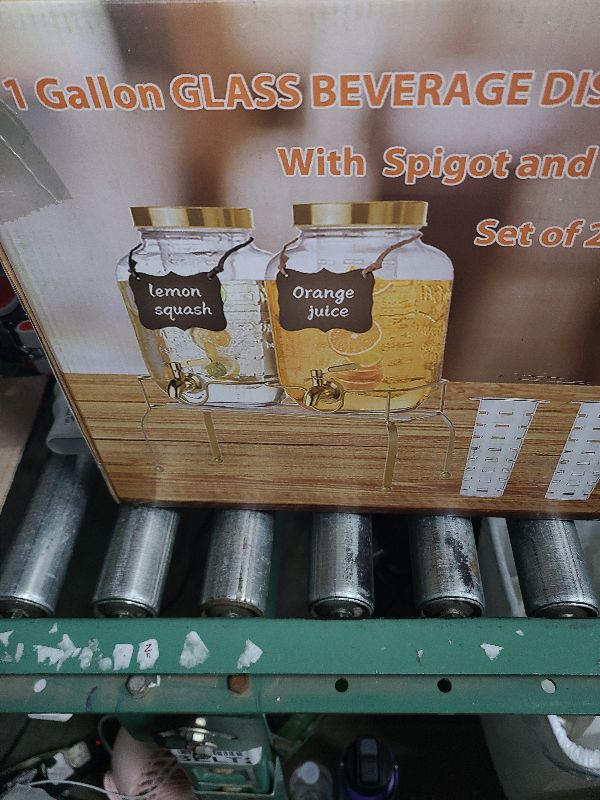 1 Gallon GLASS BEVERAGE DIS
With Spigot and
Set of 2
lemon
squash
Orange
juice